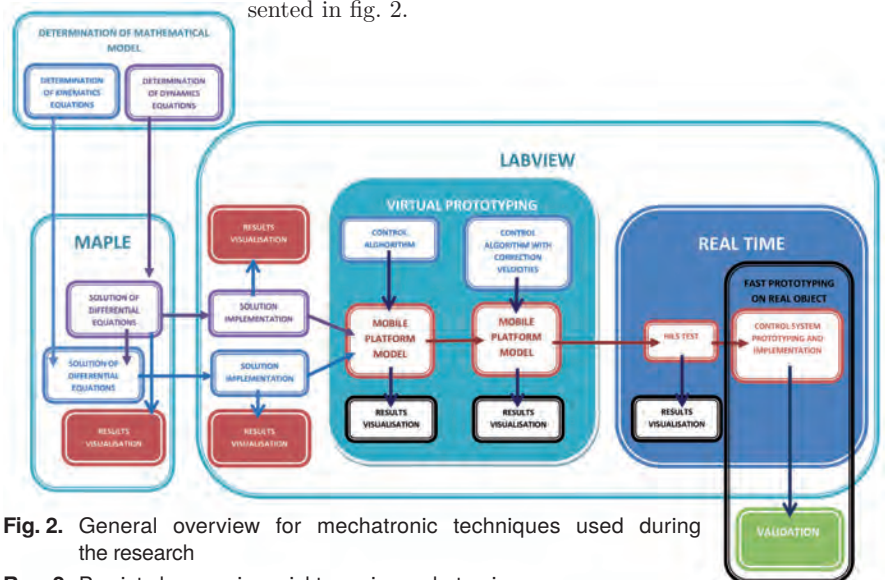 sented in fig. 2.
DETERMINATION OF MATHEMATICAL
MODEL
DETERMINATION
OF KINEMATICS
EQUATIONS
DETERMINATION
OF DYNAMICS
EQUATIONS
LABVIEW
MAPLE
RESULTS
VISUALISATION
VIRTUAL PROTOTYPING
CONTROL
ALGHORITHM
CONTROL
ALGORITHM WITH
CORRECTION
VELOCITIES
REAL TIME
FAST PROTOTYPING
ON REAL OBJECT
SOLUTION OF
DIFFERENTIAL
EQUATIONS
SOLUTION
IMPLEMENTATION
MOBILE
PLATFORM
MODEL
MOBILE
PLATFORM
MODEL
HILS TEST
CONTROL SYSTEM
PROTOTYPING AND
IMPLEMENTATION
SOLUTION OF
DIFFERENTIAL
EQUATIONS
SOLUTION
IMPLEMENTATION
RESULTS
VISUALISATION
RESULTS
VISUALISATION
RESULTS
VISUALISATION
RESULTS
VISUALISATION
RESULTS
VISUALISATION
VALIDATION
Fig. 2. General overview for mechatronic techniques used during
the research